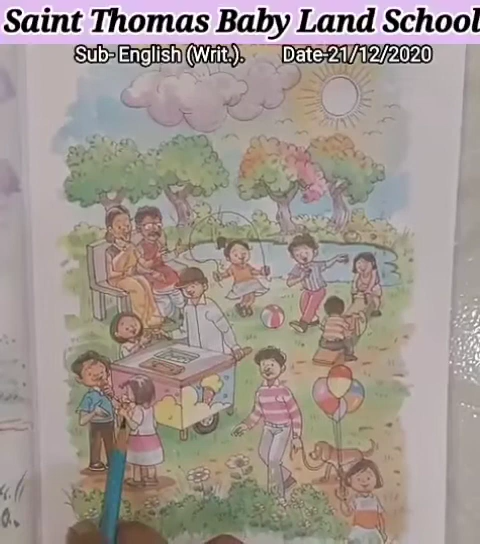 Saint Thomas Baby Land School
Sub- English (Writ.). Date-21/12/2020
a.